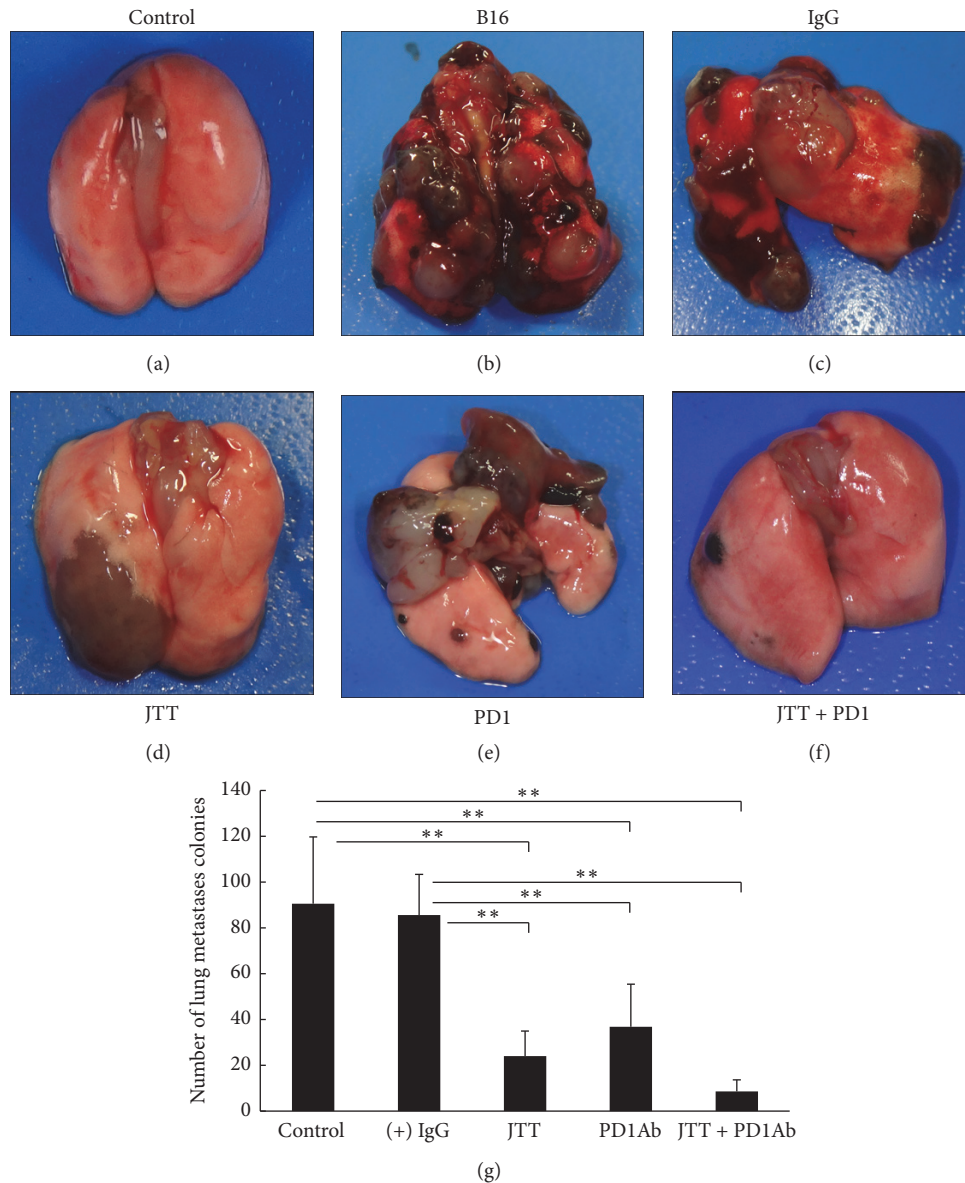 Control B16 IgG
(a) (b) (c)
JTT PD1 JTT + PD1
(d) (e) (f)
Number of lung metastases colonies
140
120
100
80
60
40
20
0
**
**
**
**
**
**
Control (+) IgG JTT PD1Ab JTT + PD1Ab
(g)